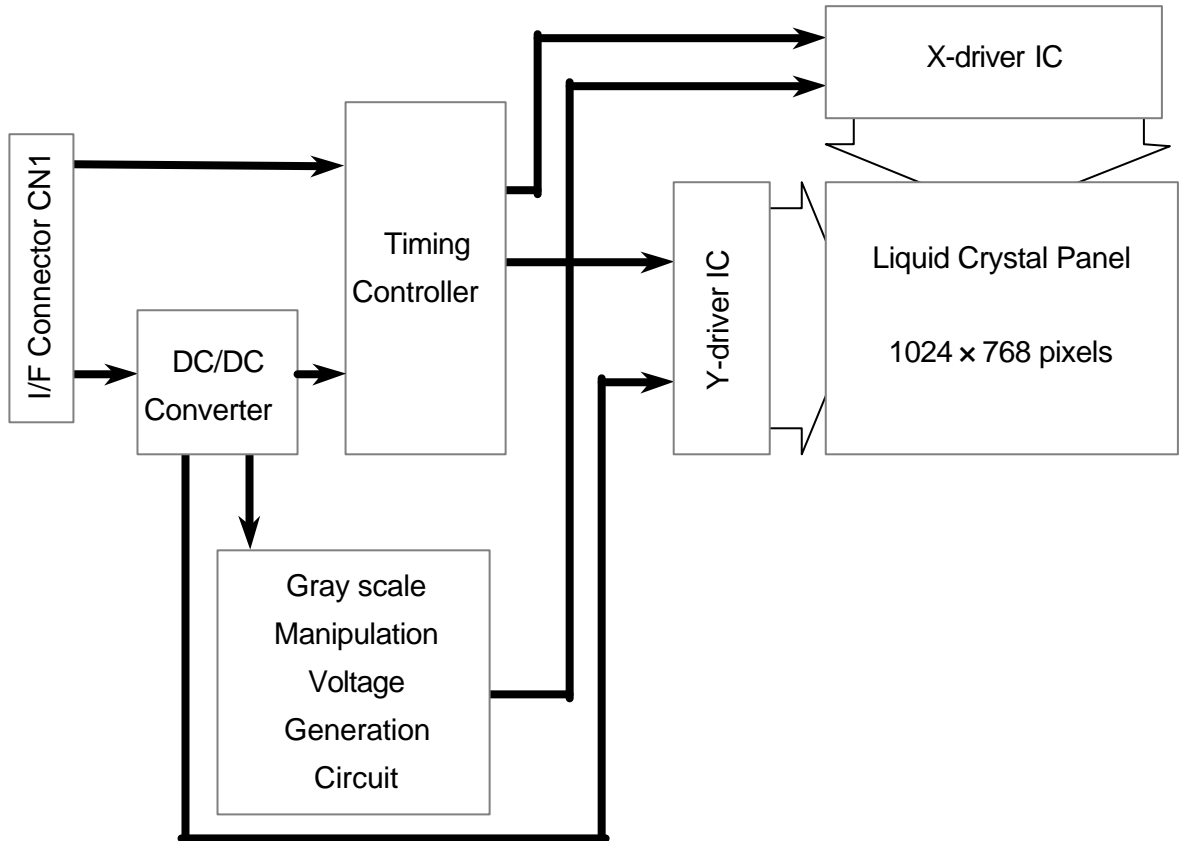 X-driver IC
I/F Connector CN1
Timing
Controller
Y-driver IC
Liquid Crystal Panel
1024 × 768 pixels
DC/DC
Converter
Gray scale
Manipulation
Voltage
Generation
Circuit